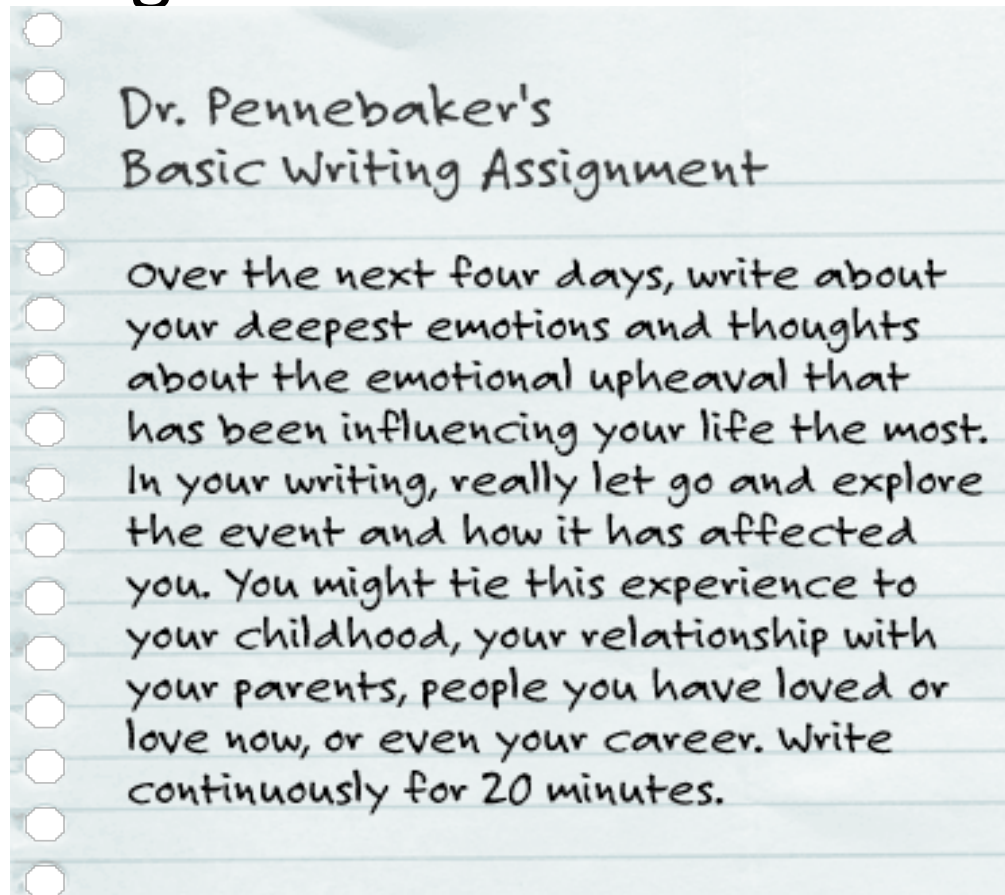 Dr. Pennebaker's
Basic Writing Assignment
Over the next four days, write about
your deepest emotions and thoughts
about the emotional upheaval that
has been influencing your life the most.
In your writing, really let go and explore
the event and how it has affected
you. You might tie this experience to
your childhood, your relationship with
your parents, people you have loved or
love now, or even your career. Write
continuously for 20 minutes.